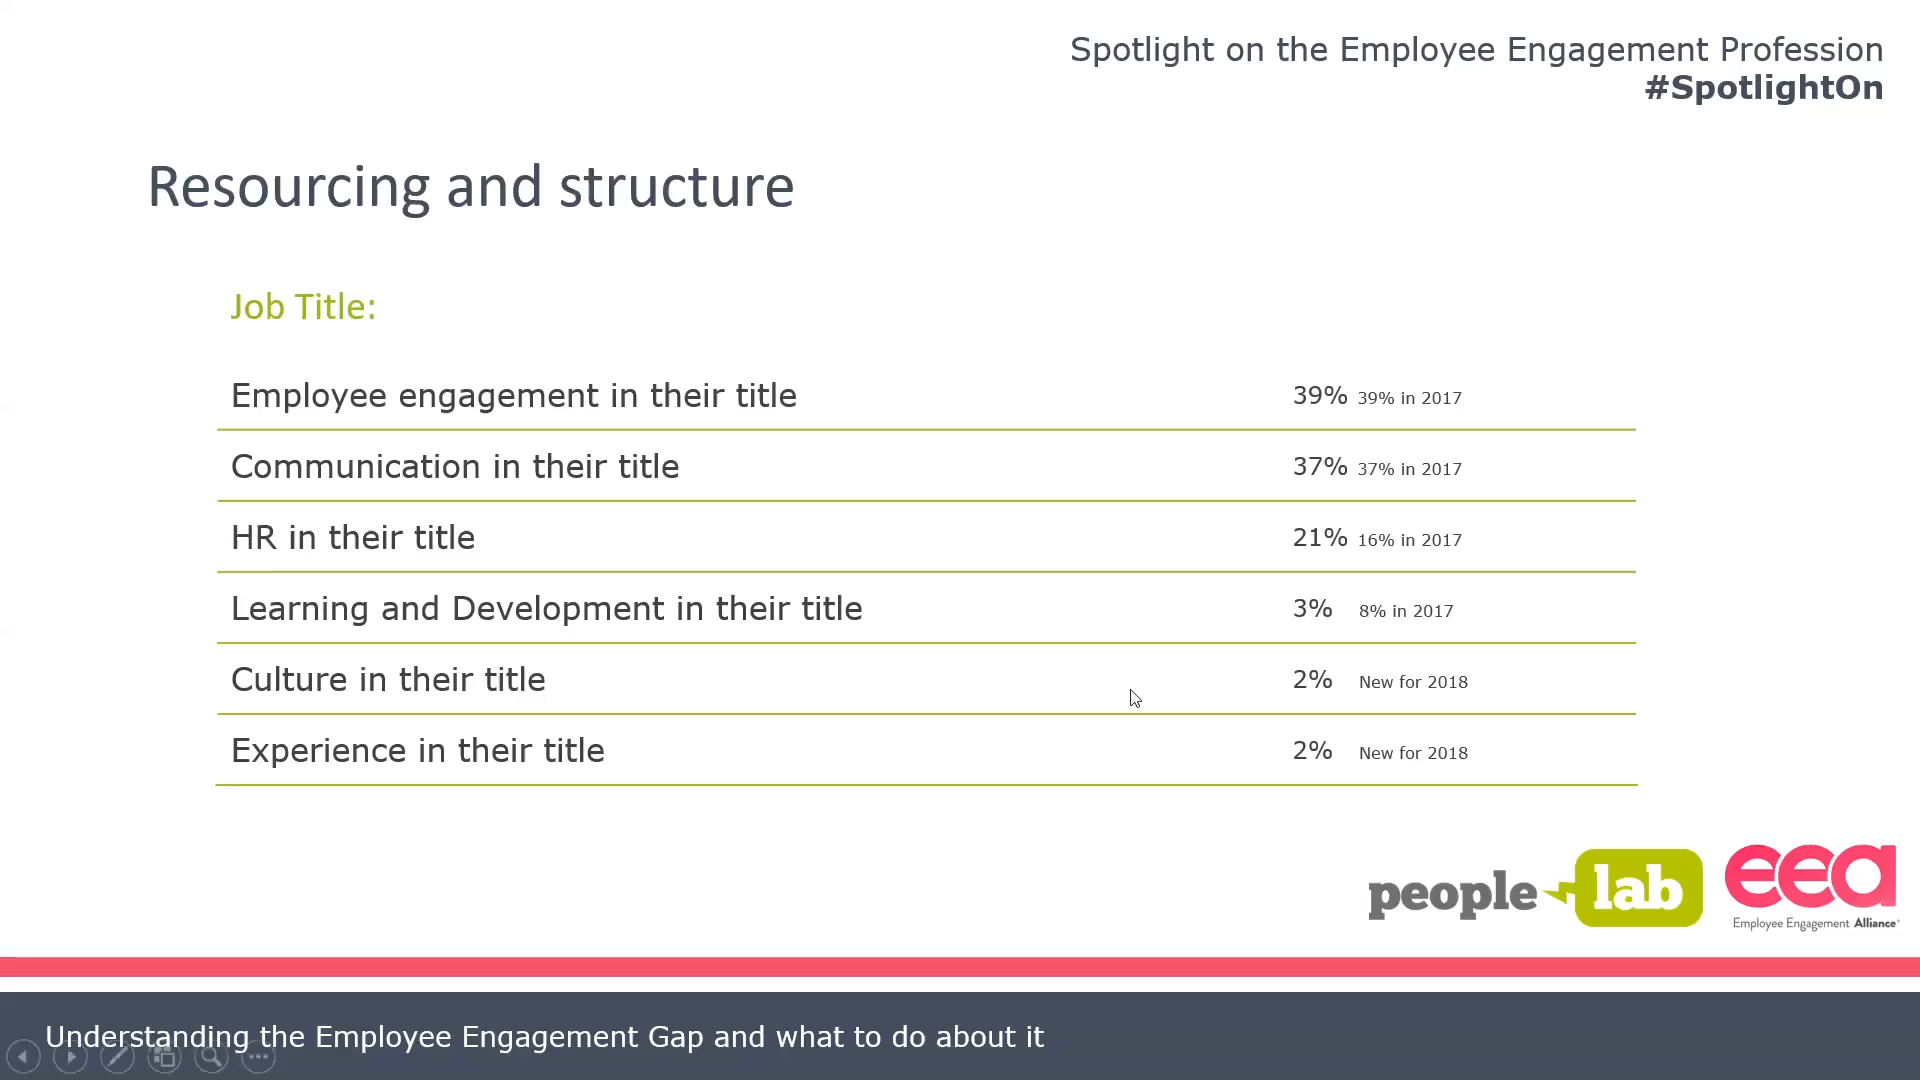 Spotlight on the Employee Engagement Profession
#SpotlightOn
Resourcing and structure
Job Title:
Employee engagement in their title 39% 39% in 2017
Communication in their title 37% 37% in 2017
HR in their title 21% 16% in 2017
Learning and Development in their title 3% 8% in 2017
Culture in their title 2% New for 2018
Experience in their title 2% New for 2018
people lab
eea
Employee Engagement Alliance
Understanding the Employee Engagement Gap and what to do about it